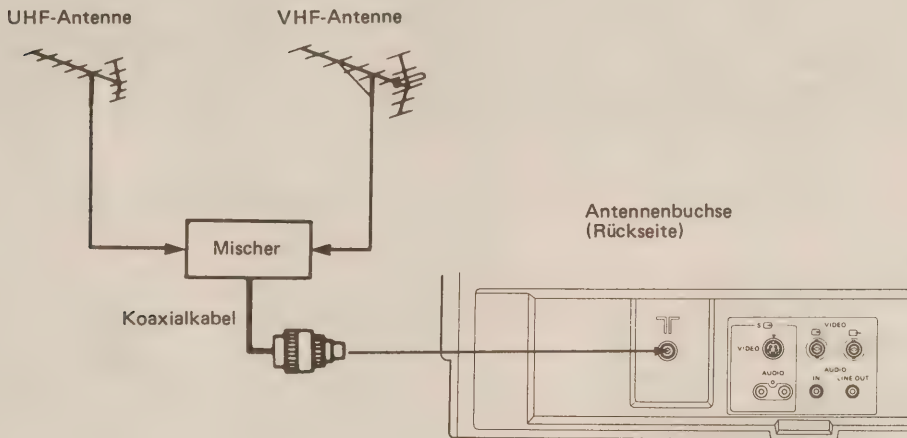 UHF-Antenne
VHF-Antenne
Mischer
Koaxialkabel
Antennenbuchse
(Rückseite)
S
VIDEO
VIDEO
AUDIO
AUDIO
IN
LINE OUT